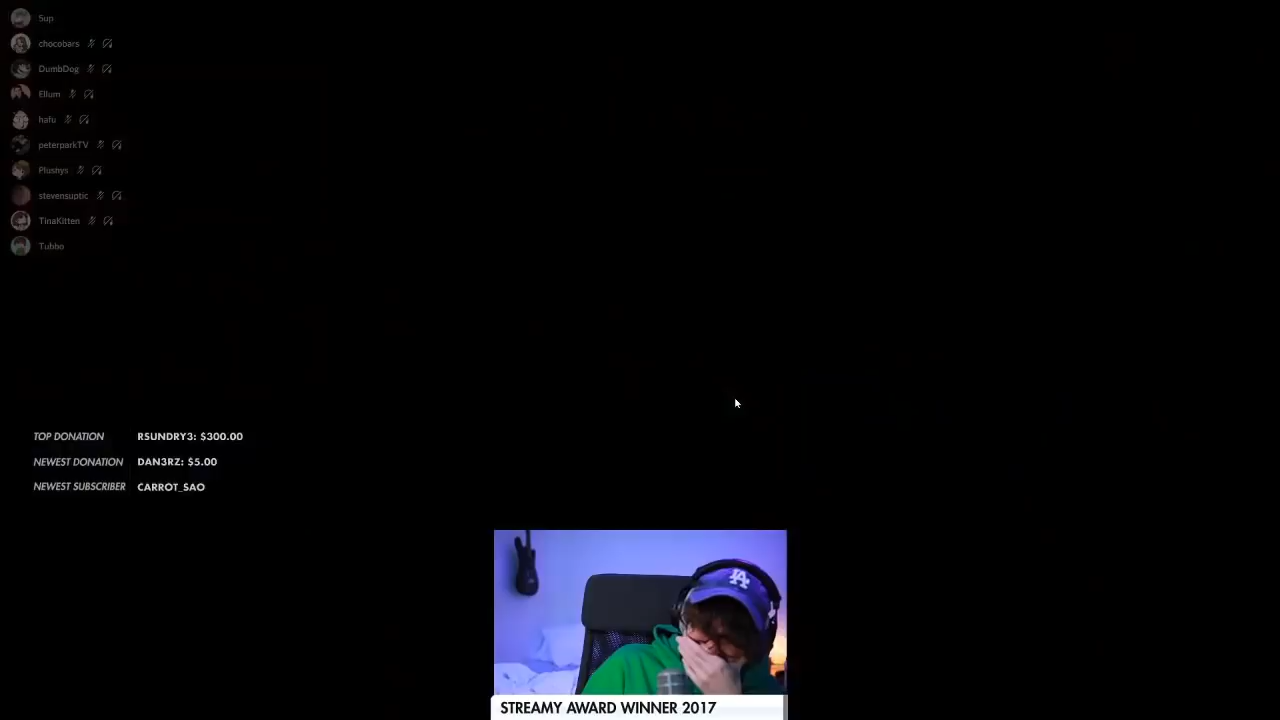 Sup
chocobars
DumbDog
Ellum
hafu
peterparkTV
Plushys
stevensuptic
TinaKitten
Tubbo
TOP DONATION RSUNDRY3: $300.00
NEWEST DONATION DAN3RZ: $5.00
NEWEST SUBSCRIBER CARROT_SAO
LA
STREAMY AWARD WINNER 2017